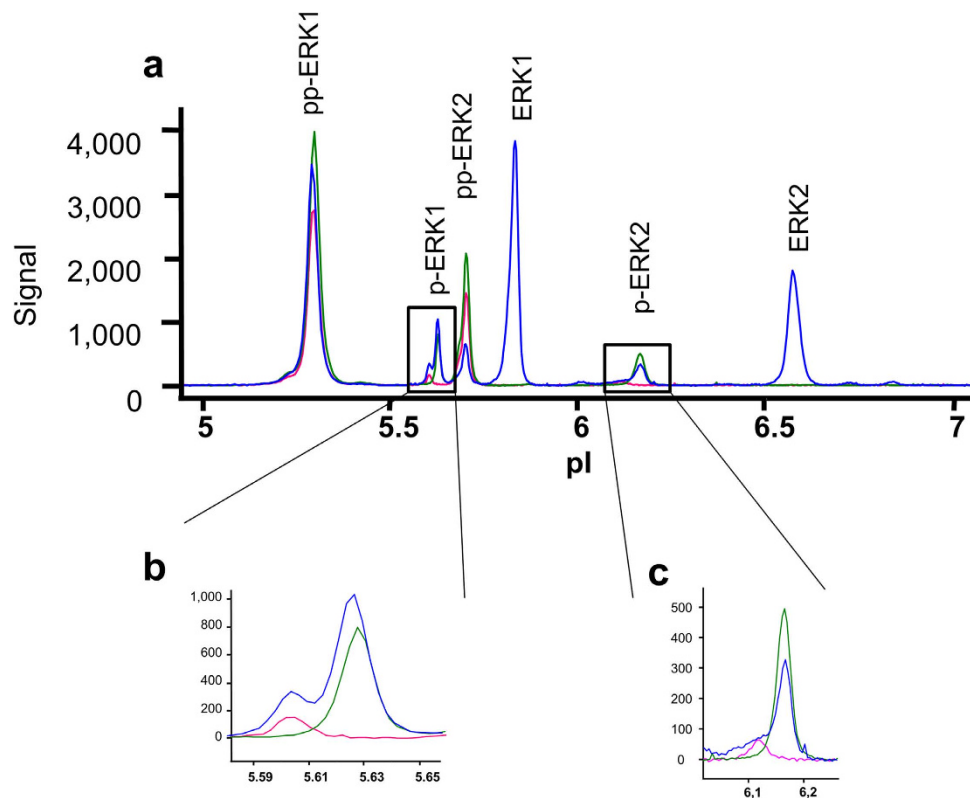 a
pp-ERK1
p-ERK1
pp-ERK2
ERK1
p-ERK2
ERK2
Signal
4,000
3,000
2,000
1,000
0
5
5.5
6
6.5
7
pI
b
1,000
800
600
400
200
0
5.59
5.61
5.63
5.65
c
500
400
300
200
100
0
6,1
6,2